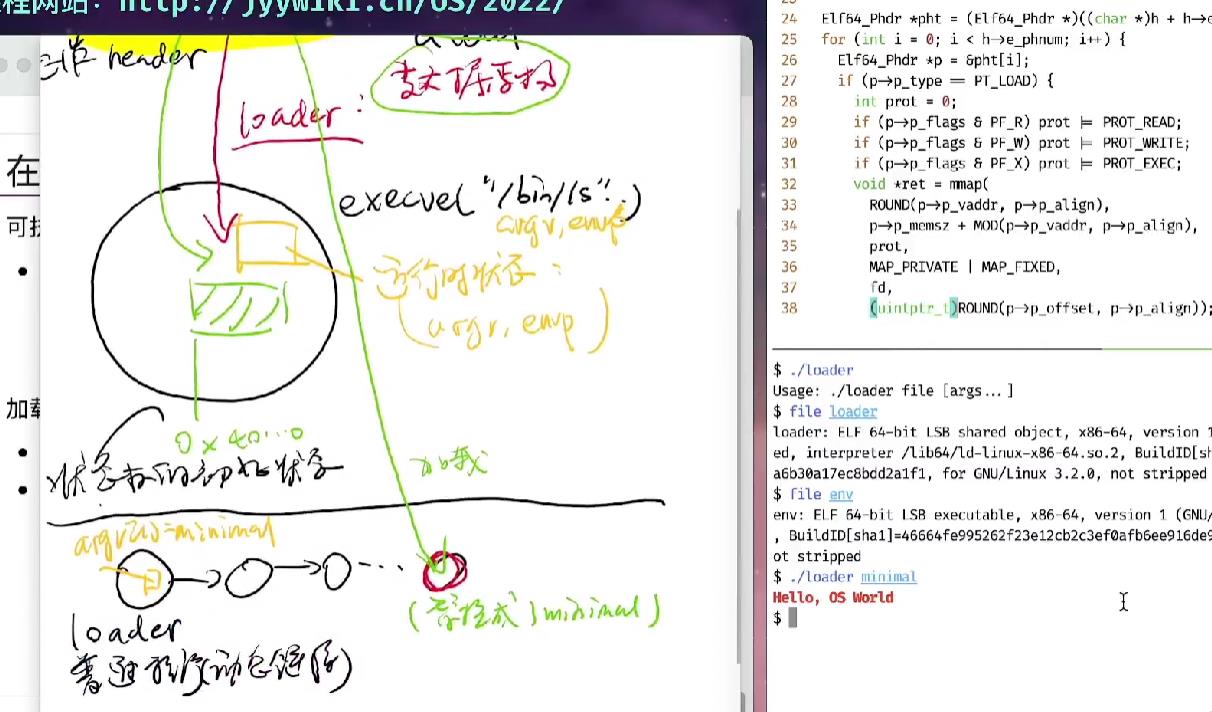 程网站: http://jyywiki.cn/OS/2022/
header
loader:
execve("/bin/ls"..)
argv, envp
运行时状态:
(argv, envp)
0x40...0
状态机的初始状态
加载
argv[1]=minimal
loader
普通程序(动态链接)
minimal)
在
可执
加载
24 Elf64_Phdr *pht = (Elf64_Phdr *)((char *)h + h->e
25 for (int i = 0; i < h->e_phnum; i++) {
26 Elf64_Phdr *p = &pht[i];
27 if (p->p_type == PT_LOAD) {
28 int prot = 0;
29 if (p->p_flags & PF_R) prot |= PROT_READ;
30 if (p->p_flags & PF_W) prot |= PROT_WRITE;
31 if (p->p_flags & PF_X) prot |= PROT_EXEC;
32 void *ret = mmap(
33 ROUND(p->p_vaddr, p->p_align),
34 p->p_memsz + MOD(p->p_vaddr, p->p_align),
35 prot,
36 MAP_PRIVATE | MAP_FIXED,
37 fd,
38 (uintptr_t)ROUND(p->p_offset, p->p_align));
$ ./loader
Usage: ./loader file [args...]
$ file loader
loader: ELF 64-bit LSB shared object, x86-64, version 1
ed, interpreter /lib64/ld-linux-x86-64.so.2, BuildID[sh
a6b30a17ec8bdd2a1f1, for GNU/Linux 3.2.0, not stripped
$ file env
env: ELF 64-bit LSB executable, x86-64, version 1 (GNU/
, BuildID[sha1]=46664fe995262f23e12cb2c3ef0afb6ee916de9
ot stripped
$ ./loader minimal
Hello, OS World
$